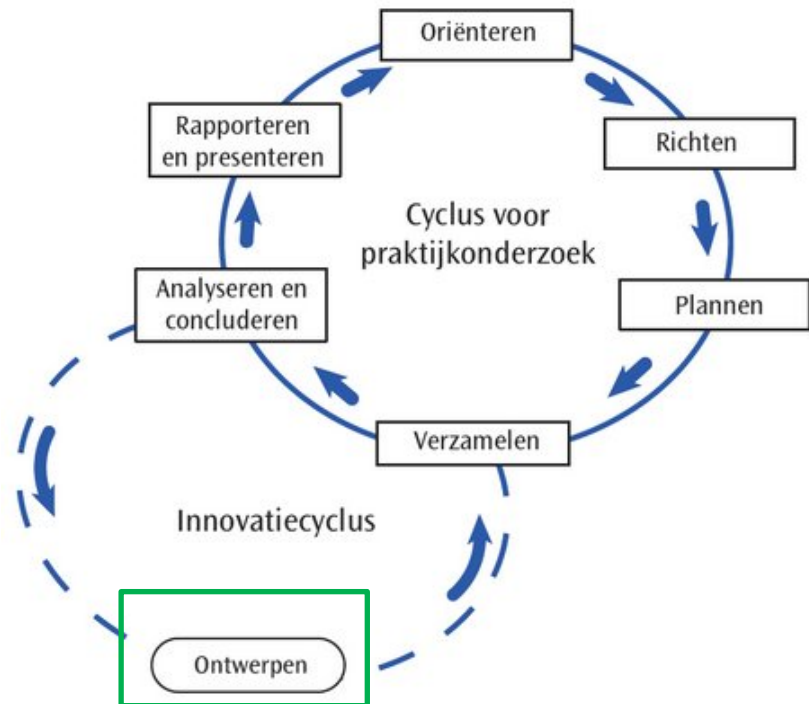 Oriënteren
Rapporteren
en presenteren
Richten
Cyclus voor
praktijkonderzoek
Analyseren en
concluderen
Plannen
Verzamelen
Innovatiecyclus
Ontwerpen